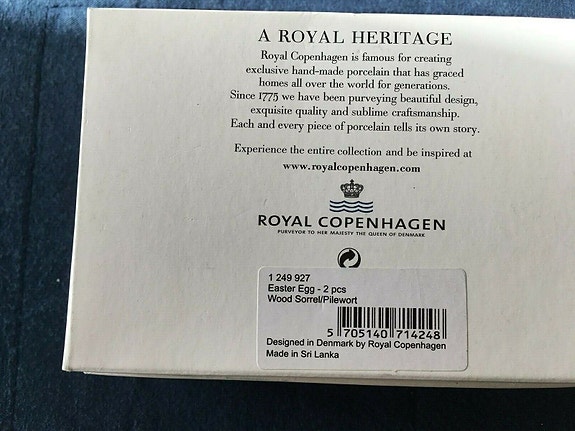 A ROYAL HERITAGE
Royal Copenhagen is famous for creating
exclusive hand-made porcelain that has graced
homes all over the world for generations.
Since 1775 we have been purveying beautiful design,
exquisite quality and sublime craftsmanship.
Each and every piece of porcelain tells its own story.
Experience the entire collection and be inspired at
www.royalcopenhagen.com
ROYAL COPENHAGEN
PURVEYOR TO HER MAJESTY THE QUEEN OF DENMARK
1 249 927
Easter Egg - 2 pcs
Wood Sorrel/Pilewort
5 705140 714248
Designed in Denmark by Royal Copenhagen
Made in Sri Lanka